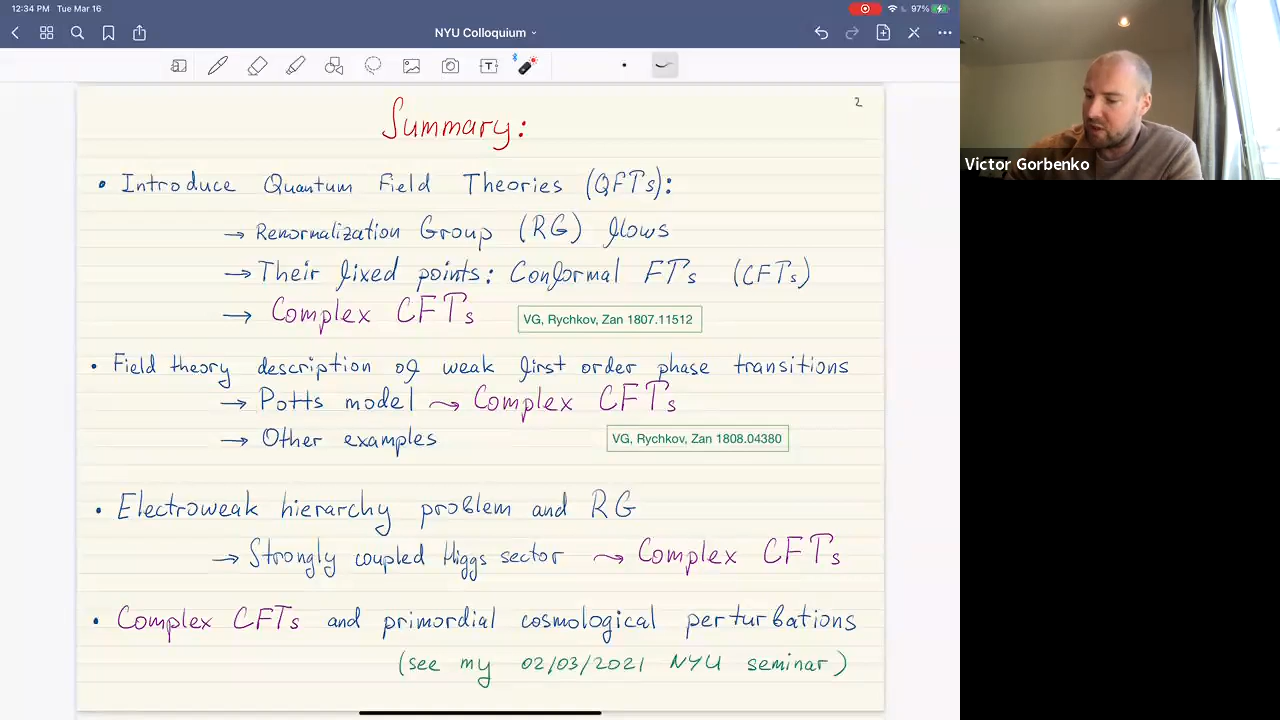 12:34 PM Tue Mar 16
97%
NYU Colloquium
T
2
Summary:
• Introduce Quantum Field Theories (QFTs):
→ Renormalization Group (RG) flows
→ Their fixed points: Conformal FTs (CFTs)
→ Complex CFTs
VG, Rychkov, Zan 1807.11512
• Field theory description of weak first order phase transitions
→ Potts model ⇝ Complex CFTs
→ Other examples
VG, Rychkov, Zan 1808.04380
• Electroweak hierarchy problem and RG
→ Strongly coupled Higgs sector ⇝ Complex CFTs
• Complex CFTs and primordial cosmological perturbations
(see my 02/03/2021 NYU seminar)
Victor Gorbenko